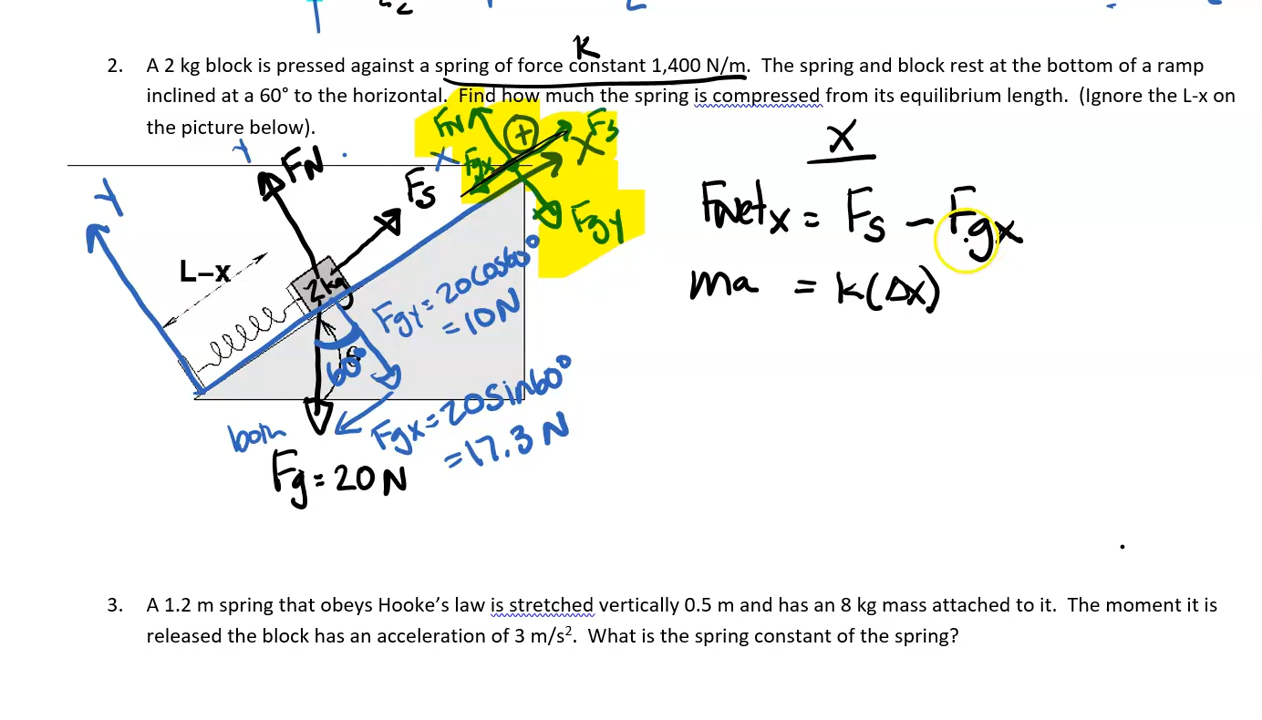 K
2. A 2 kg block is pressed against a spring of force constant 1,400 N/m. The spring and block rest at the bottom of a ramp
inclined at a 60° to the horizontal. Find how much the spring is compressed from its equilibrium length. (Ignore the L-x on
the picture below).
FN
+
Fs
X
Fgx
X
Fgy
Y
FN
Fs
Y
L-x
2kg
60°
Fgy = 20cos60°
= 10N
Fgx = 20sin60°
= 17.3 N
both
Fg = 20N
X
Fnetx = Fs - Fgx
ma = k(Δx)
3. A 1.2 m spring that obeys Hooke's law is stretched vertically 0.5 m and has an 8 kg mass attached to it. The moment it is
released the block has an acceleration of 3 m/s². What is the spring constant of the spring?